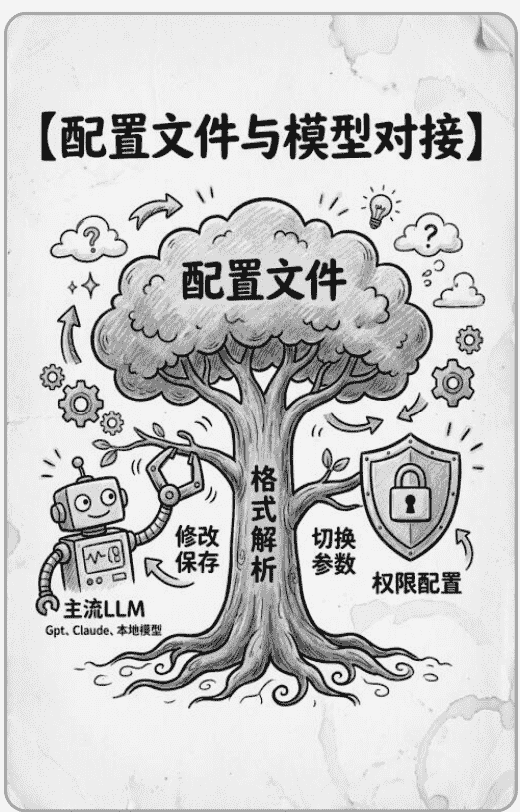 【配置文件与模型对接】
?
?
配置文件
格式解析
修改
保存
切换
参数
权限配置
主流LLM
Gpt、Claude、本地模型